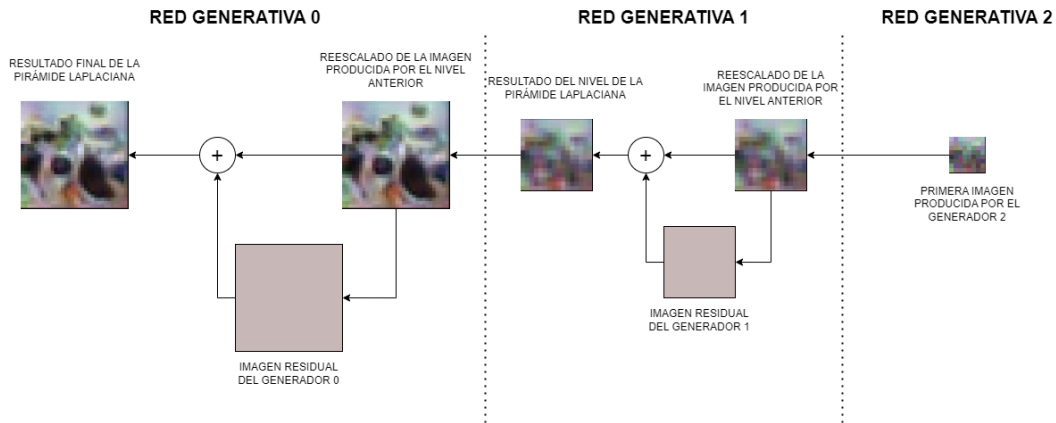 RED GENERATIVA 0
RED GENERATIVA 1
RED GENERATIVA 2
RESULTADO FINAL DE LA
PIRÁMIDE LAPLACIANA
REESCALADO DE LA IMAGEN
PRODUCIDA POR EL NIVEL
ANTERIOR
RESULTADO DEL NIVEL DE LA
PIRÁMIDE LAPLACIANA
REESCALADO DE LA
IMAGEN PRODUCIDA POR
EL NIVEL ANTERIOR
+
+
PRIMERA IMAGEN
PRODUCIDA POR EL
GENERADOR 2
IMAGEN RESIDUAL
DEL GENERADOR 1
IMAGEN RESIDUAL
DEL GENERADOR 0